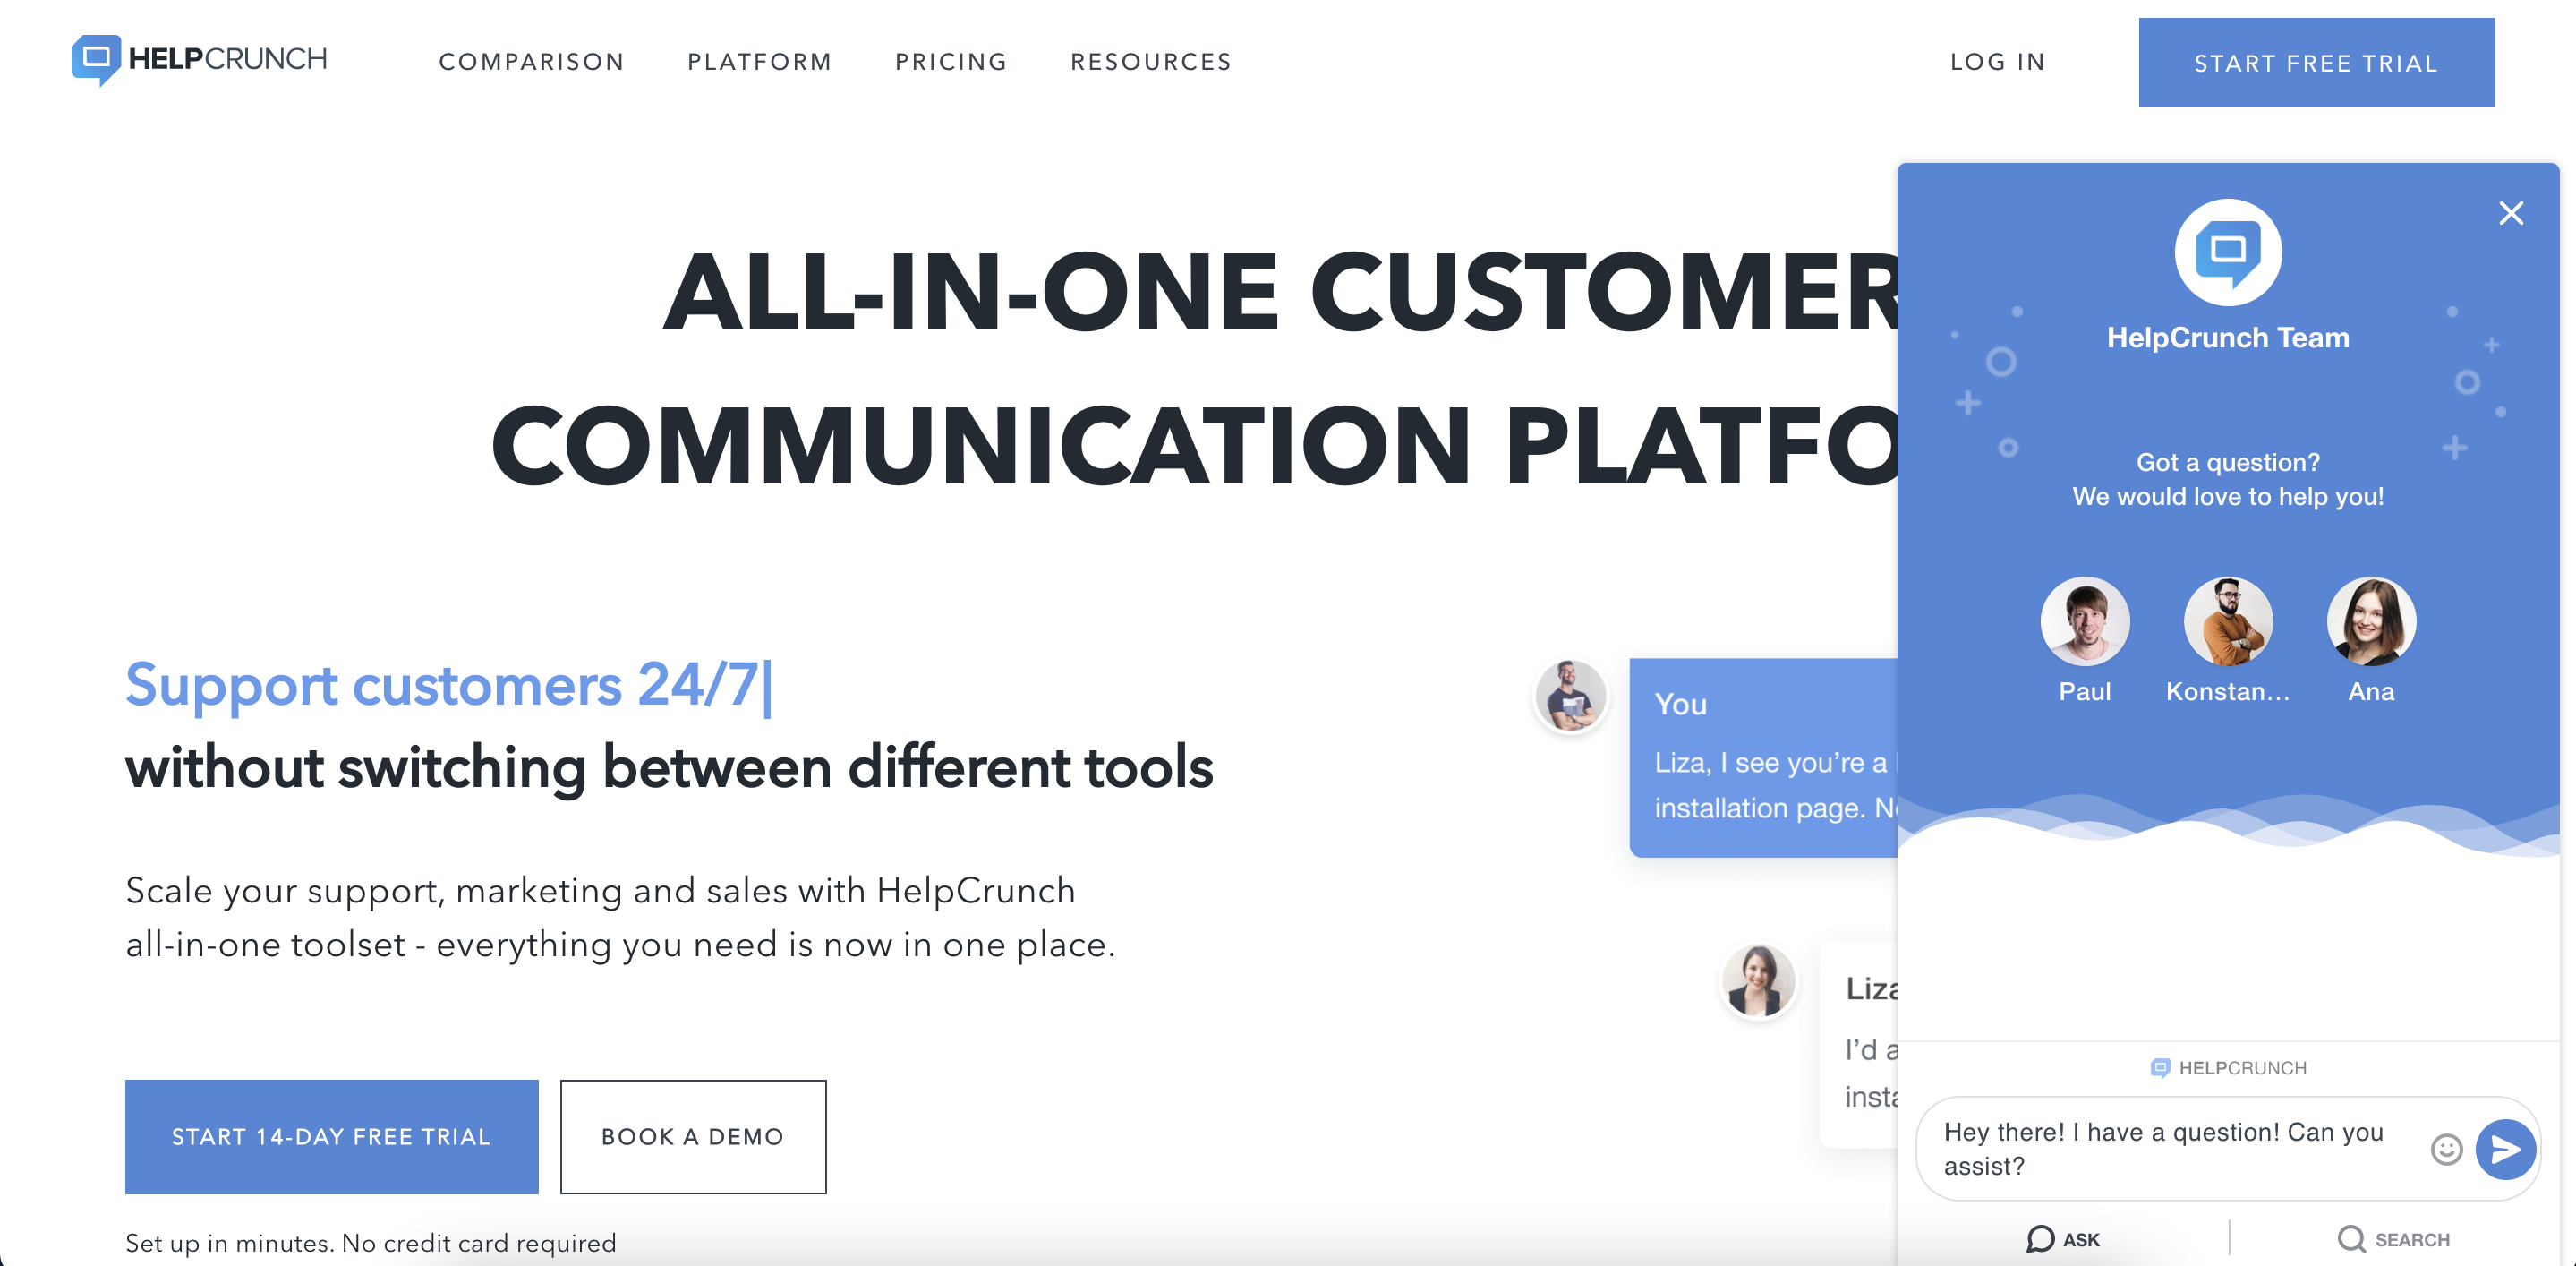 HELPCRUNCH
COMPARISON
PLATFORM
PRICING
RESOURCES
LOG IN
START FREE TRIAL
ALL-IN-ONE CUSTOMER
COMMUNICATION PLATFO
Support customers 24/7|
without switching between different tools
Scale your support, marketing and sales with HelpCrunch
all-in-one toolset - everything you need is now in one place.
START 14-DAY FREE TRIAL
BOOK A DEMO
Set up in minutes. No credit card required
You
Liza, I see you're a
installation page.
Liza
I'd a
insta
HelpCrunch Team
Got a question?
We would love to help you!
Paul
Konstan...
Ana
HELPCRUNCH
Hey there! I have a question! Can you
assist?
ASK
SEARCH